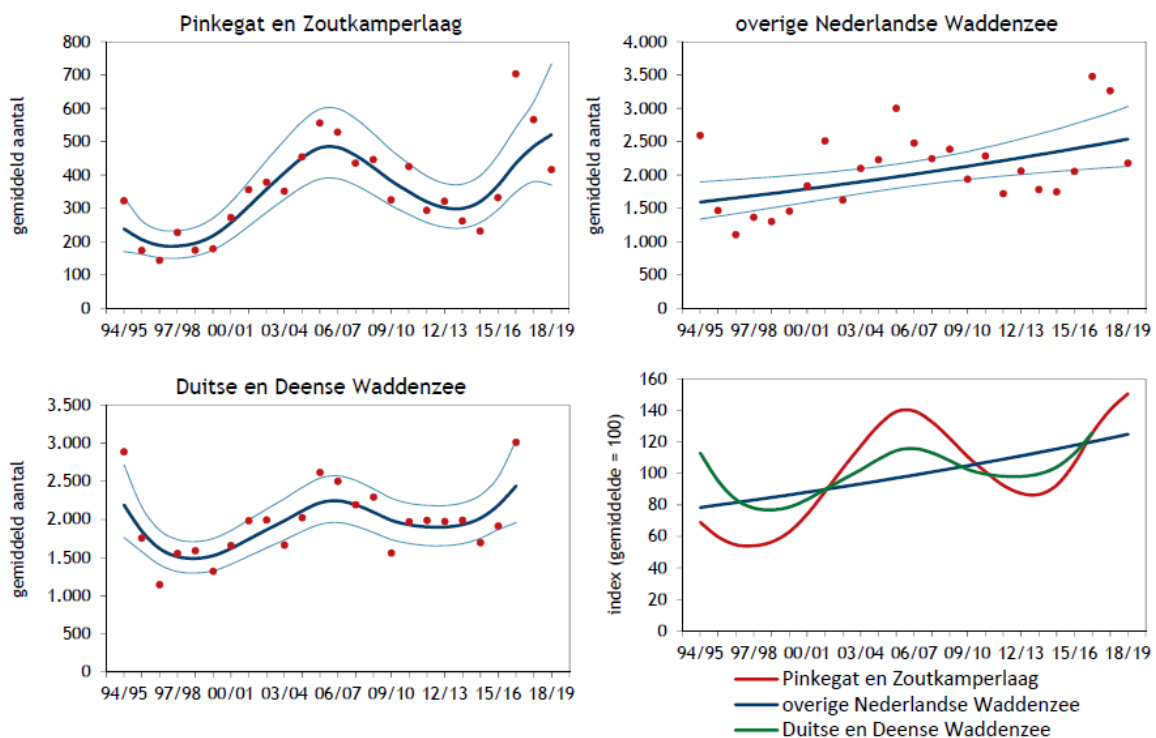 Pinkegat en Zoutkamperlaag
gemiddeld aantal
800
700
600
500
400
300
200
100
0
94/95 97/98 00/01 03/04 06/07 09/10 12/13 15/16 18/19
overige Nederlandse Waddenzee
gemiddeld aantal
4.000
3.500
3.000
2.500
2.000
1.500
1.000
500
0
94/95 97/98 00/01 03/04 06/07 09/10 12/13 15/16 18/19
Duitse en Deense Waddenzee
gemiddeld aantal
3.500
3.000
2.500
2.000
1.500
1.000
500
0
94/95 97/98 00/01 03/04 06/07 09/10 12/13 15/16 18/19
index (gemiddelde = 100)
160
140
120
100
80
60
40
20
0
94/95 97/98 00/01 03/04 06/07 09/10 12/13 15/16 18/19
Pinkegat en Zoutkamperlaag
overige Nederlandse Waddenzee
Duitse en Deense Waddenzee